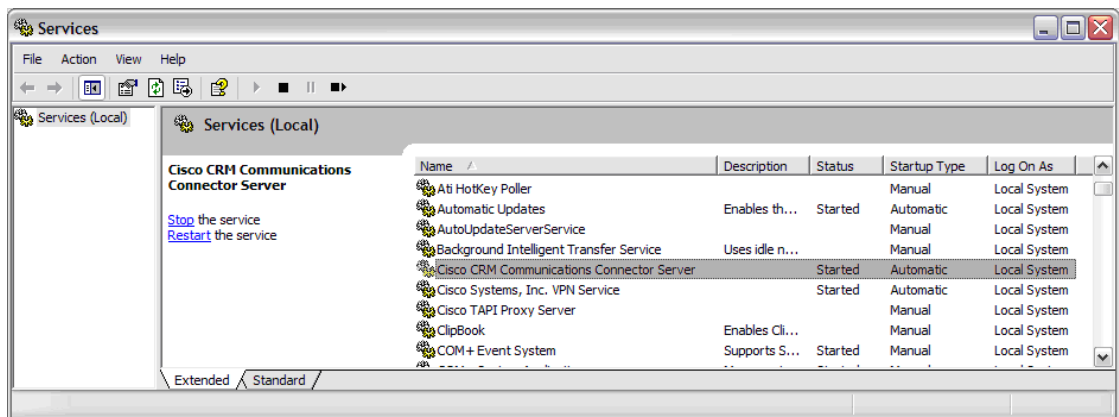 Services
File Action View Help
Services (Local)
Services (Local)
Cisco CRM Communications
Connector Server
Stop the service
Restart the service
Name Description Status Startup Type Log On As
Ati HotKey Poller Manual Local System
Automatic Updates Enables th... Started Automatic Local System
AutoUpdateServerService Manual Local System
Background Intelligent Transfer Service Uses idle n... Manual Local System
Cisco CRM Communications Connector Server Started Automatic Local System
Cisco Systems, Inc. VPN Service Started Automatic Local System
Cisco TAPI Proxy Server Manual Local System
ClipBook Enables Cli... Manual Local System
COM+ Event System Supports S... Started Manual Local System
Extended Standard